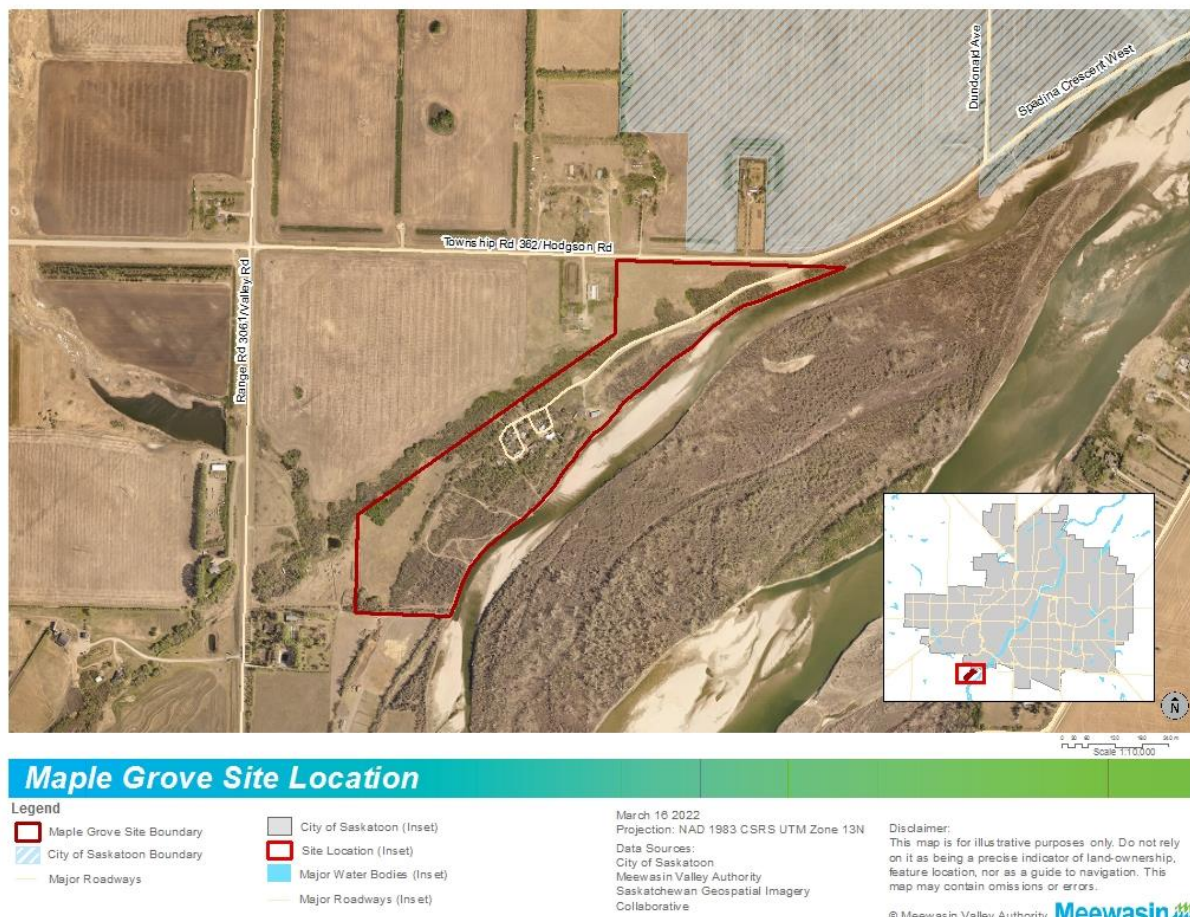 Dundonald Ave
Spadina Crescent West
Township Rd 362/Hodgson Rd
Range Rd 3061/Valley Rd
N
Scale 1:10,000
Maple Grove Site Location
Legend
Maple Grove Site Boundary
City of Saskatoon Boundary
Major Roadways
City of Saskatoon (Inset)
Site Location (Inset)
Major Water Bodies (Inset)
Major Roadways (Inset)
March 16 2022
Projection: NAD 1983 CSRS UTM Zone 13N
Data Sources:
City of Saskatoon
Meewasin Valley Authority
Saskatchewan Geospatial Imagery
Collaborative
Disclaimer:
This map is for illustrative purposes only. Do not rely
on it as being a precise indicator of land-ownership,
feature location, nor as a guide to navigation. This
map may contain omissions or errors.
© Meewasin Valley Authority
Meewasin